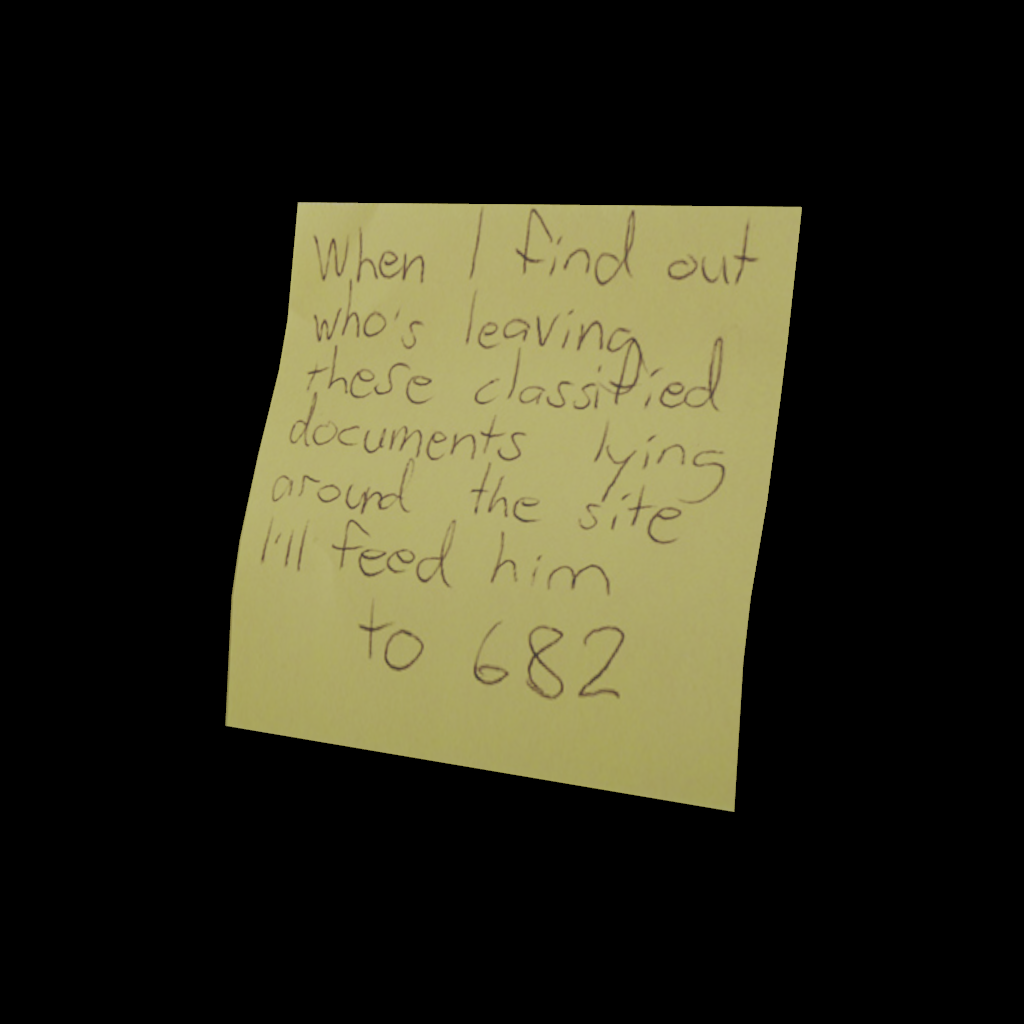 When I find out
who's leaving
these classified
documents lying
around the site
I'll feed him
to 682